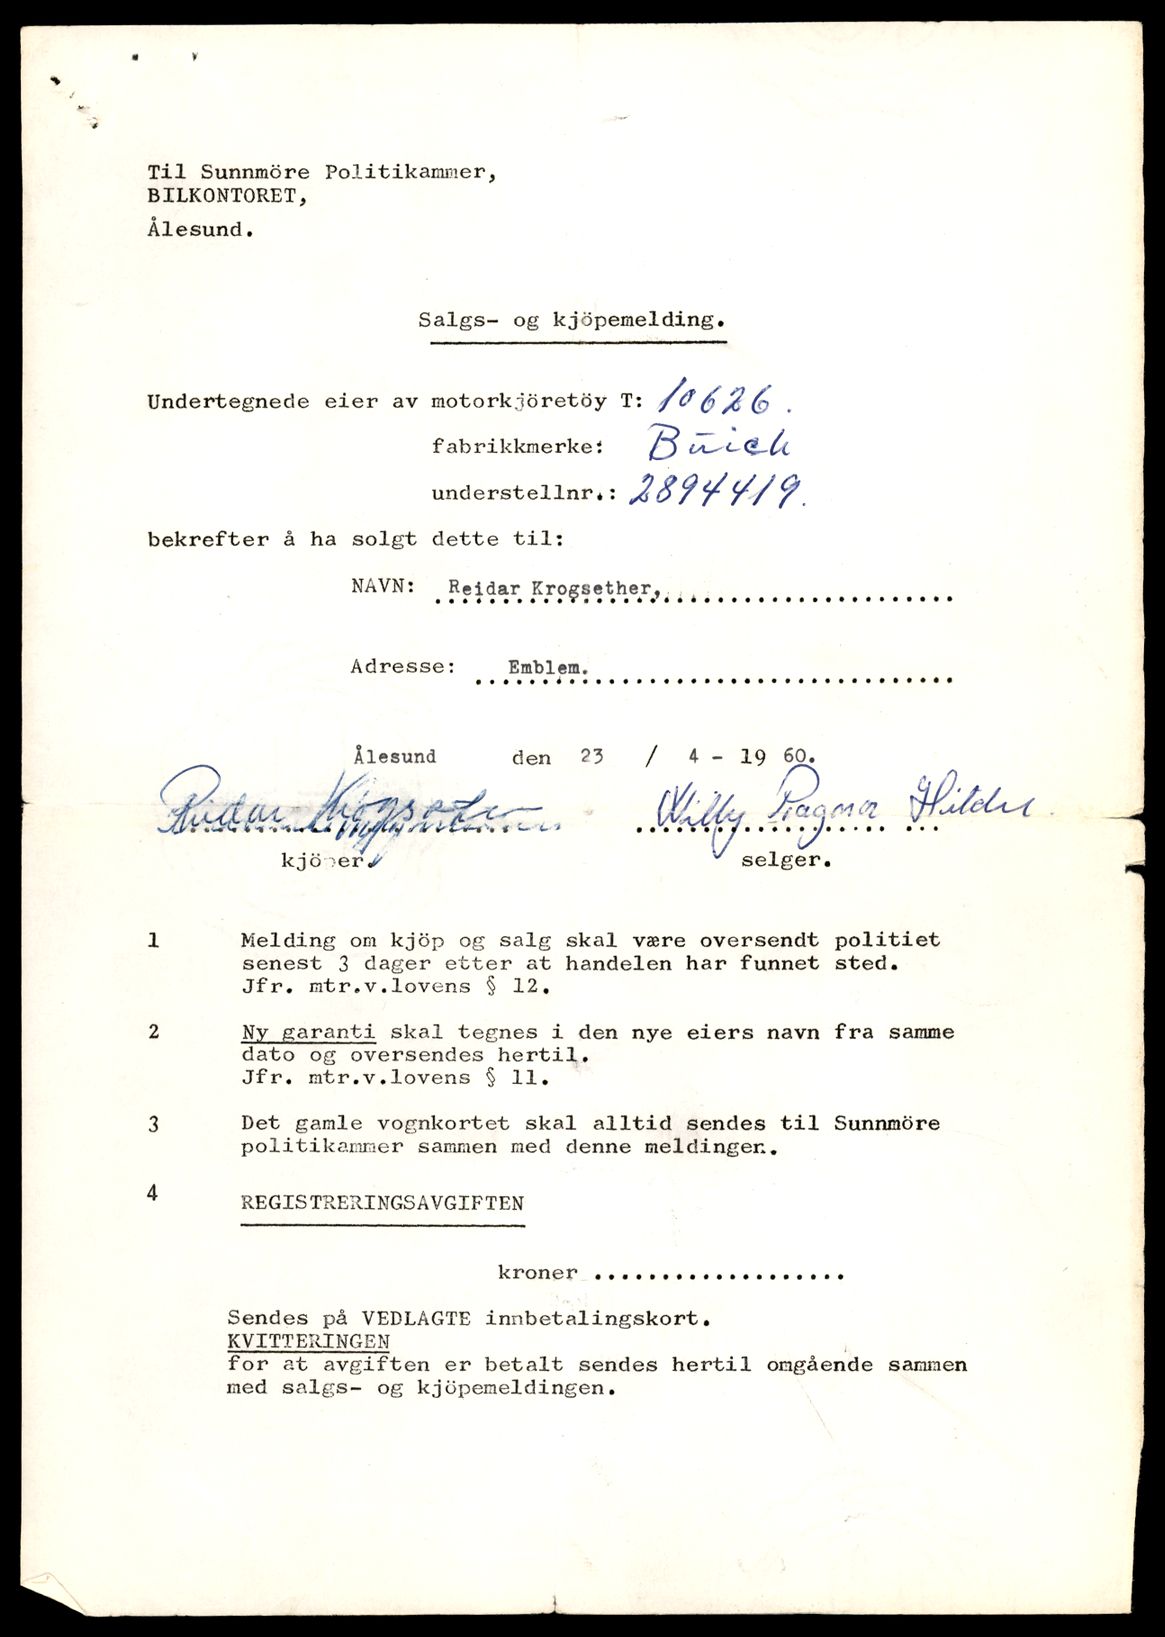 Til Sunnmöre Politikammer,
BILKONTORET,
Ålesund.
Salgs- og kjöpemelding.
Undertegnede eier av motorkjöretöy T: 10626.
fabrikkmerke: Buick
understellnr.: 2894419.
bekrefter å ha solgt dette til:
NAVN: Reidar Krogsether,
Adresse: Emblem.
Ålesund den 23 / 4 - 19 60.
Reidar Krogsether Willy Ragnar Hildre
kjöper. selger.
1 Melding om kjöp og salg skal være oversendt politiet
senest 3 dager etter at handelen har funnet sted.
Jfr. mtr.v.lovens § 12.
2 Ny garanti skal tegnes i den nye eiers navn fra samme
dato og oversendes hertil.
Jfr. mtr.v.lovens § 11.
3 Det gamle vognkortet skal alltid sendes til Sunnmöre
politikammer sammen med denne meldingen.
4 REGISTRERINGSAVGIFTEN
kroner ...................
Sendes på VEDLAGTE innbetalingskort.
KVITTERINGEN
for at avgiften er betalt sendes hertil omgående sammen
med salgs- og kjöpemeldingen.